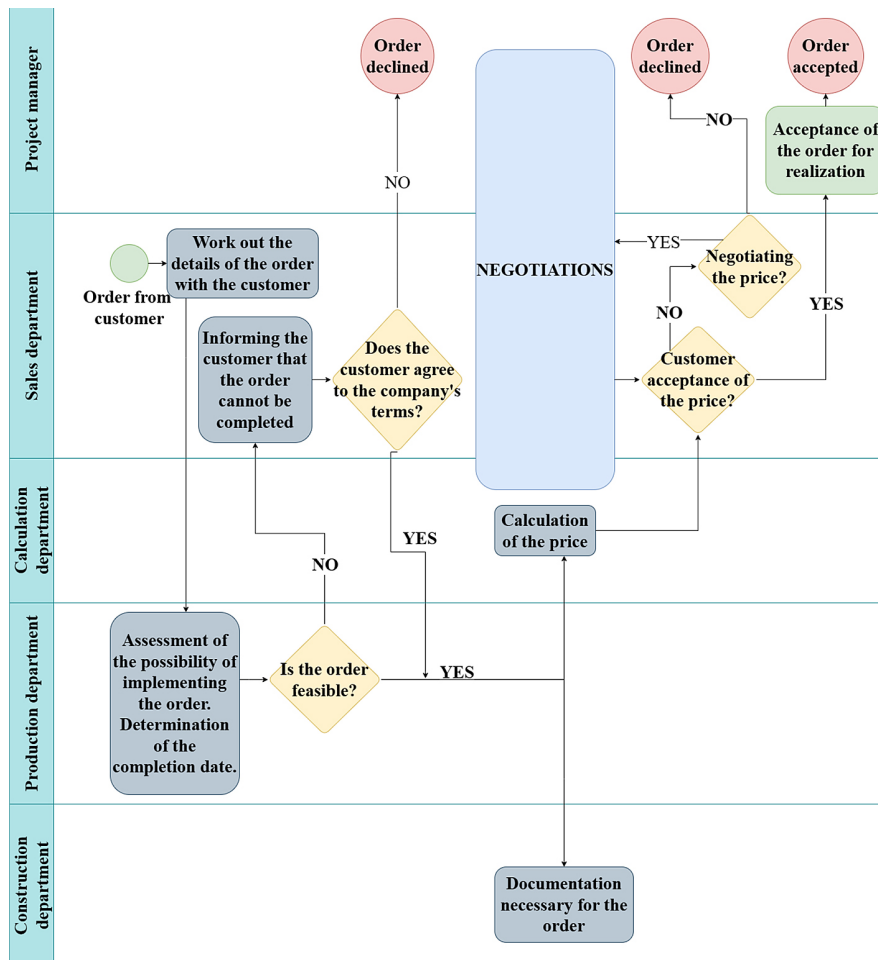 Project manager
Order
declined
NO
Order
declined
NO
Order
accepted
Acceptance of
the order for
realization
Sales department
Order from
customer
Work out the
details of the order
with the customer
Informing the
customer that
the order
cannot be
completed
Does the
customer agree
to the company's
terms?
NEGOTIATIONS
YES
Negotiating
the price?
NO
Customer
acceptance of
the price?
YES
Calculation
department
NO
YES
Calculation
of the price
Production department
Assessment of
the possibility of
implementing
the order.
Determination
of the
completion date.
Is the order
feasible?
YES
Construction
department
Documentation
necessary for the
order